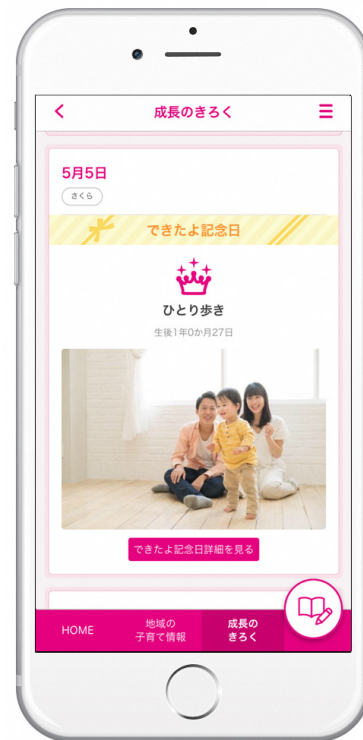 成長のきろく
5月5日
さくら
できたよ記念日
ひとり歩き
生後1年0か月27日
できたよ記念日詳細を見る
HOME
地域の
子育て情報
成長の
きろく